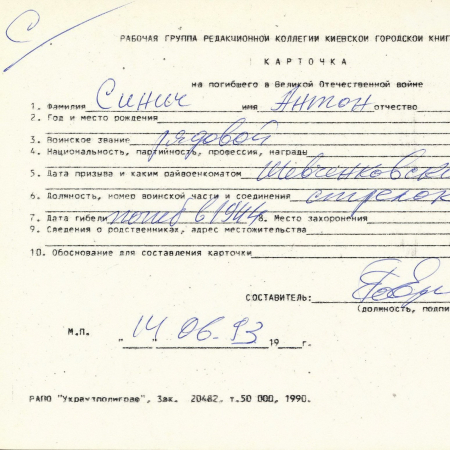 С.
РАБОЧАЯ ГРУППА РЕДАКЦИОННОЙ КОЛЛЕГИИ КИЕВСКОЙ ГОРОДСКОЙ КНИГ
КАРТОЧКА
на погибшего в Великой Отечественной войне
1. Фамилия Синич имя Антон отчество
2. Год и место рождения
3. Воинское звание рядовой
4. Национальность, партийность, профессия, награды
5. Дата призыва и каким райвоенкоматом Шевченковски
6. Должность, номер воинской части и соединения стрелок
7. Дата гибели погиб в 1944 8. Место захоронения
9. Сведения о родственниках, адрес местожительства
10. Обоснование для составления карточки
СОСТАВИТЕЛЬ:
(должность, подпи
М.П. " 14 " 06. 93 19 г.
РАПО "Укрвузполиграф", Зак. 20482, т.50 000, 1990.